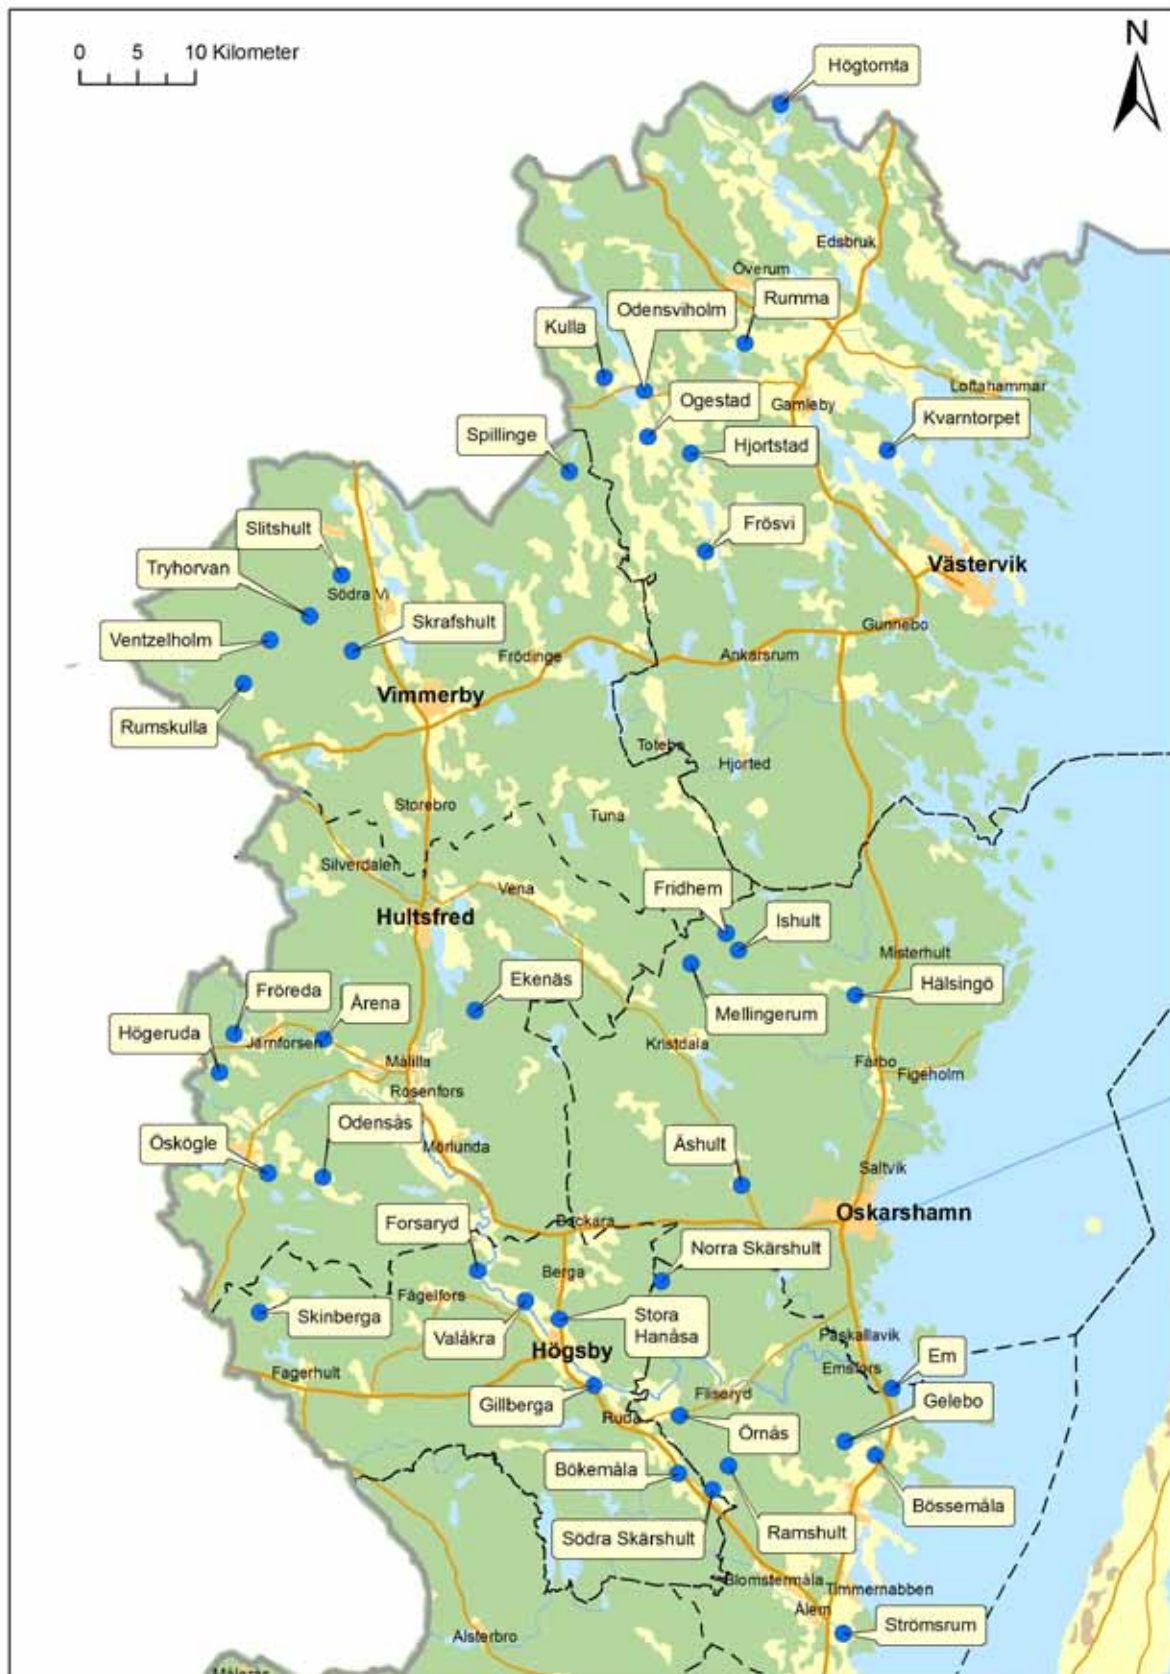 N
0 5 10 Kilometer
Högtomta
Edsbruk
Överum
Odensviholm
Rumma
Kulla
Loftahammar
Ogestad
Gamleby
Kvarntorpet
Spillinge
Hjortstad
Slitshult
Frösvi
Tryhorvan
Västervik
Södra Vi
Skrafshult
Gunnebo
Ventzelholm
Frödinge
Ankarsrum
Vimmerby
Rumskulla
Totebo
Hjorted
Storebro
Tuna
Silverdalen
Vena
Fridhem
Hultsfred
Ishult
Misterhult
Fröreda
Ekenäs
Hälsingö
Årena
Mellingerum
Högeruda
Järnforsen
Kristdala
Målilla
Fårbo
Figeholm
Rosenfors
Odensås
Öskögle
Mörlunda
Åshult
Saltvik
Oskarshamn
Forsaryd
Bockara
Norra Skärshult
Berga
Fågelfors
Skinberga
Stora
Hanåsa
Valåkra
Påskallavik
Högsby
Em
Emsfors
Fagerhult
Fliseryd
Gelebo
Gillberga
Ruda
Örnås
Bökemåla
Bössemåla
Södra Skärshult
Ramshult
Blomstermåla
Timmernabben
Ålem
Strömsrum
Alsterbro